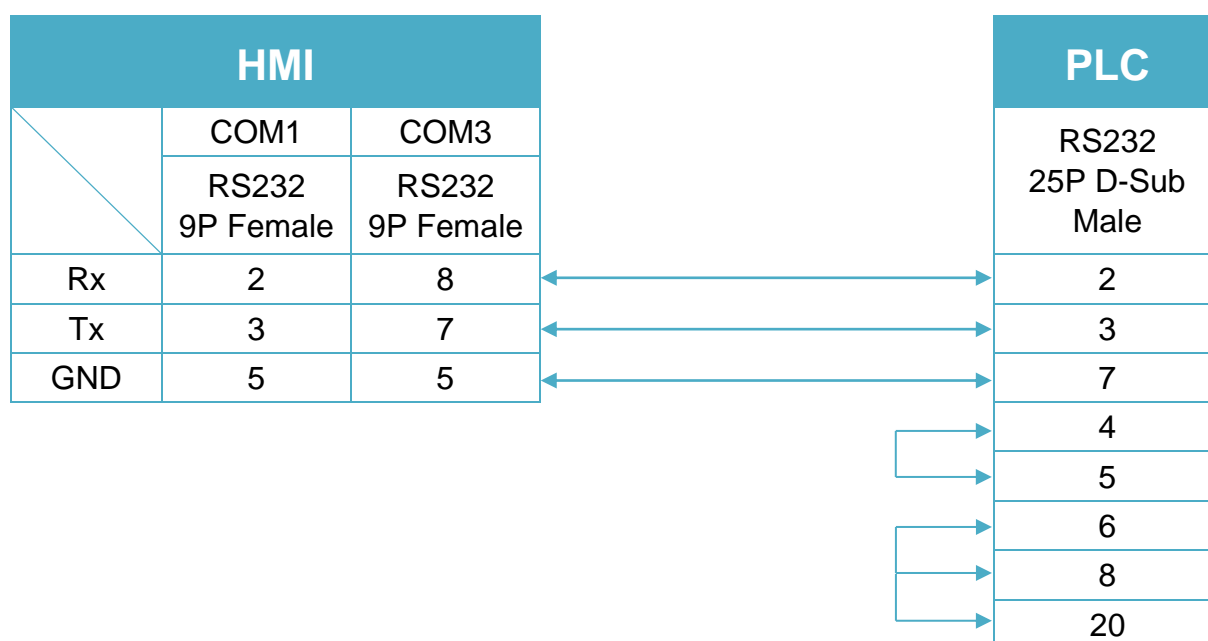 HMI
PLC
COM1
COM3
RS232
9P Female
RS232
9P Female
RS232
25P D-Sub
Male
Rx
2
8
2
Tx
3
7
3
GND
5
5
7
4
5
6
8
20